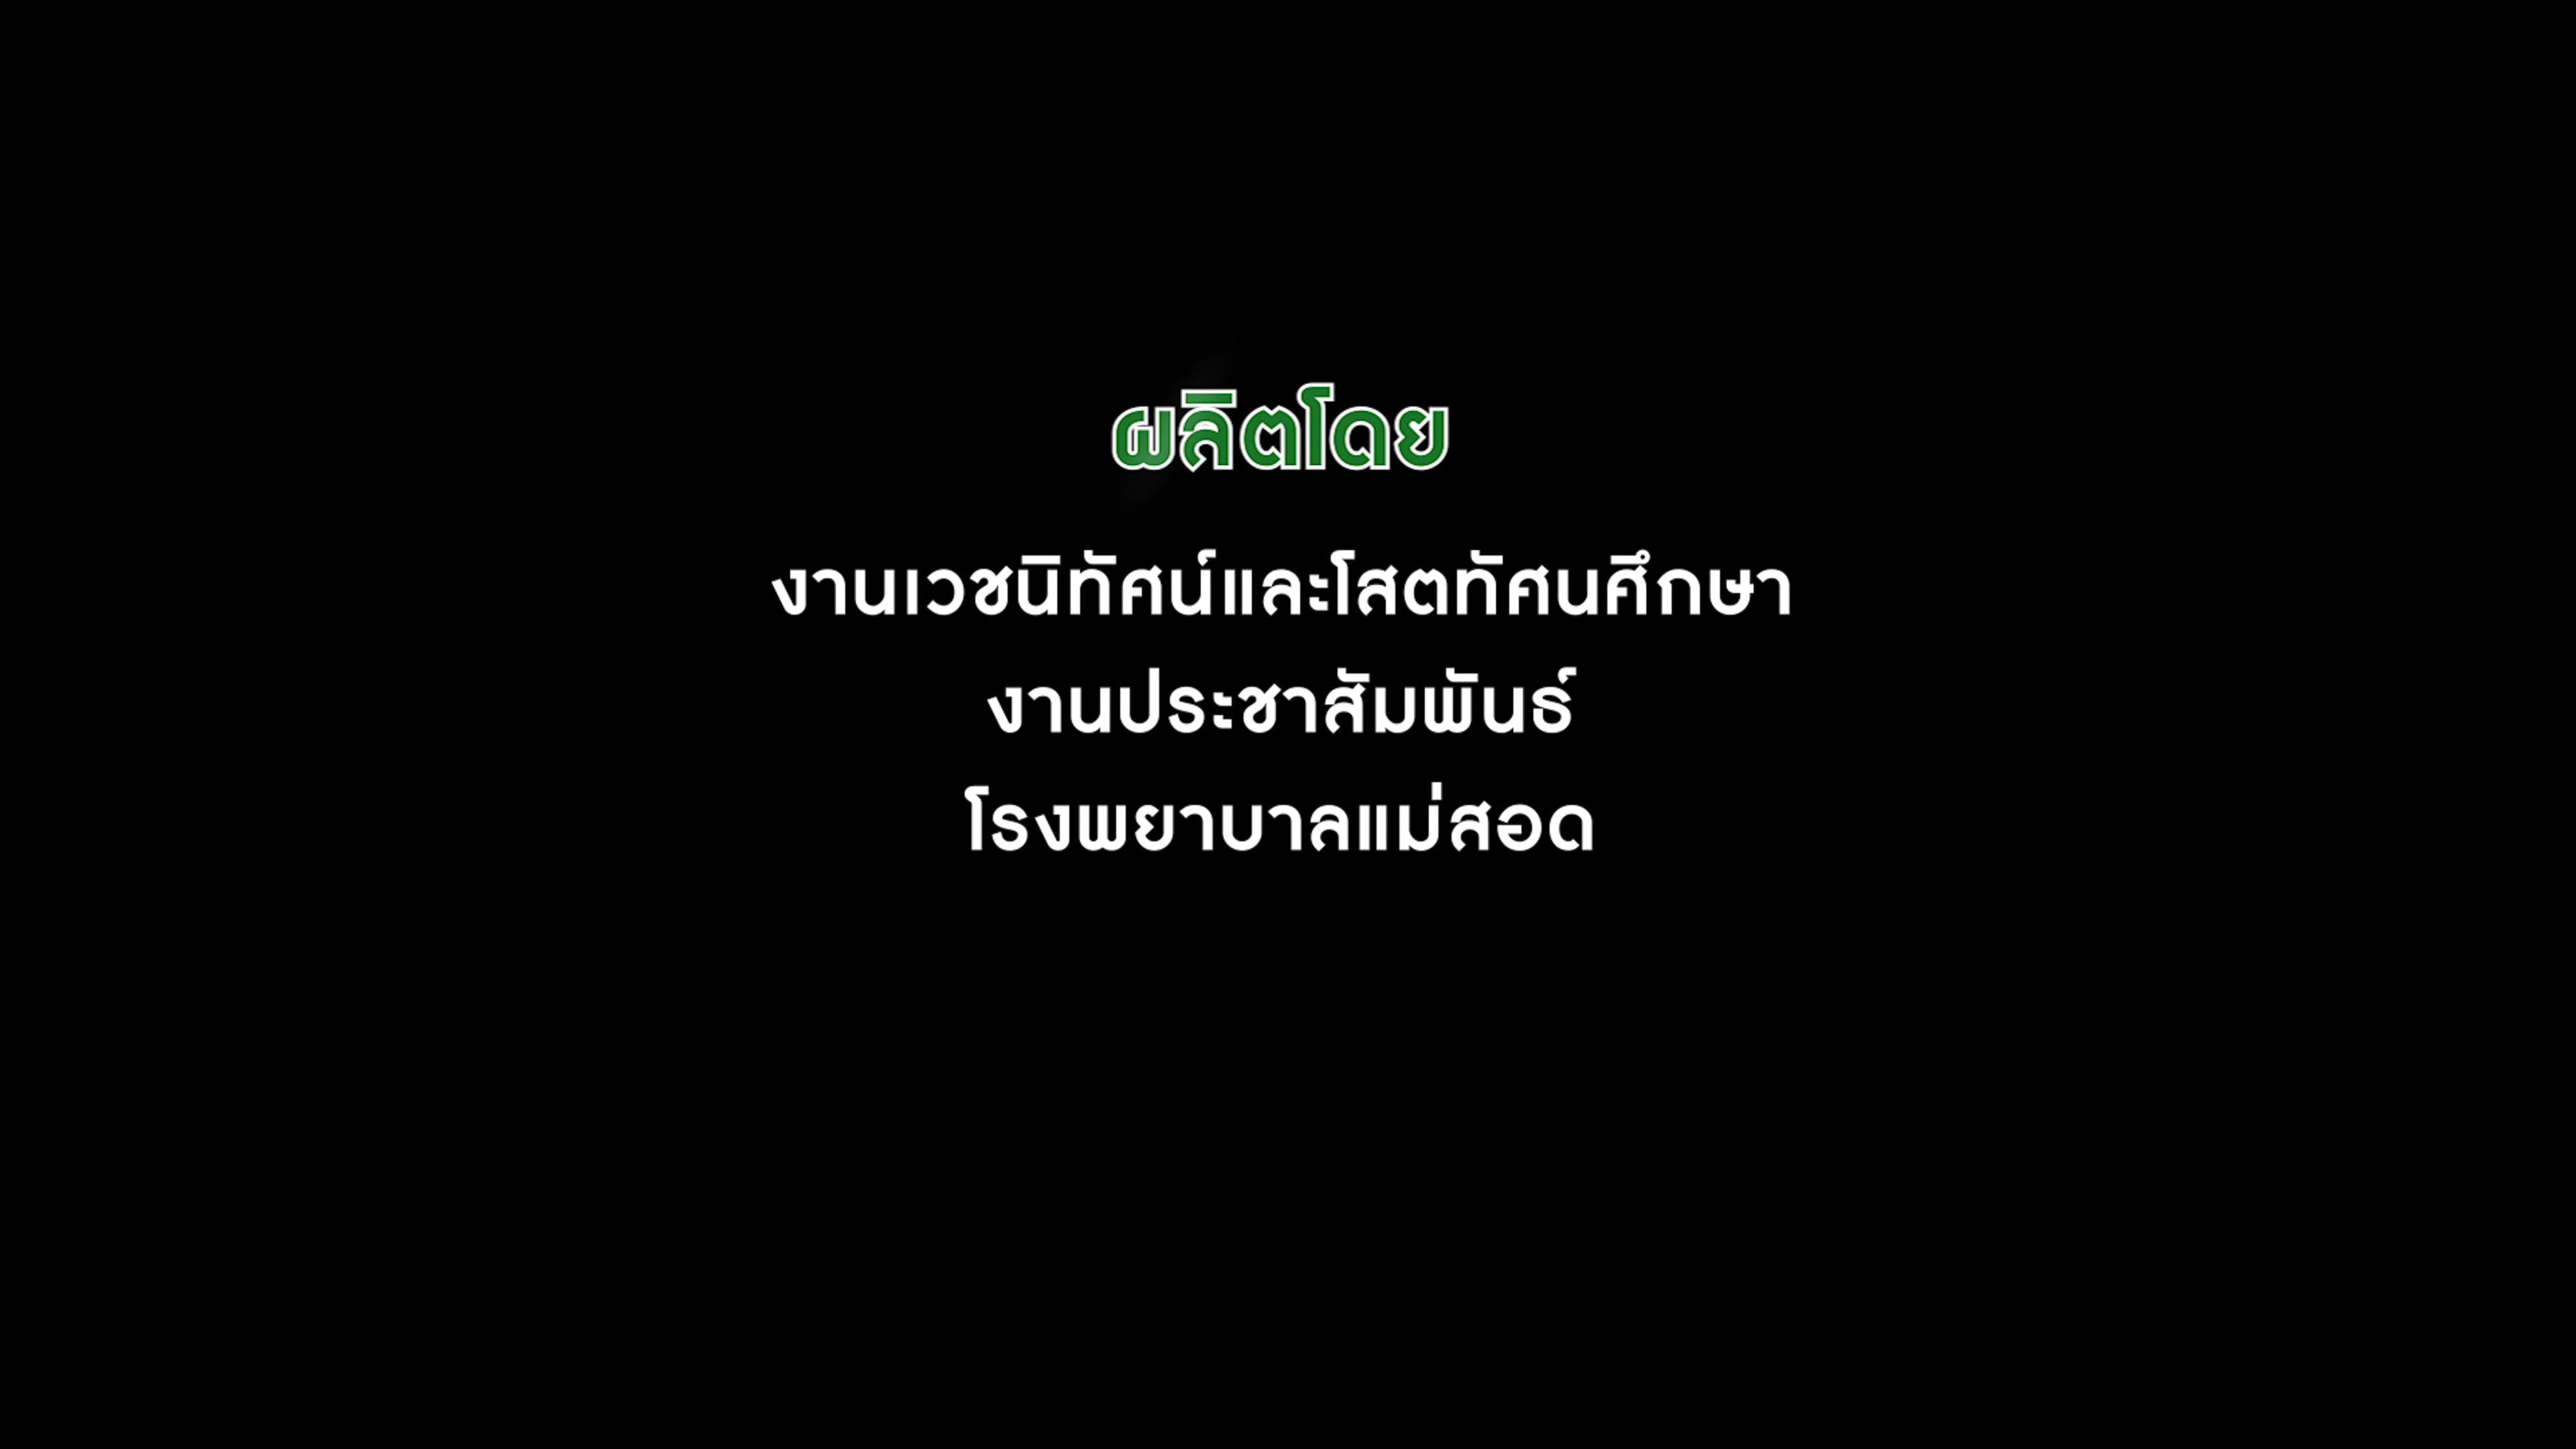 ผลิตโดย
งานเวชนิทัศน์และโสตทัศนศึกษา
งานประชาสัมพันธ์
โรงพยาบาลแม่สอด